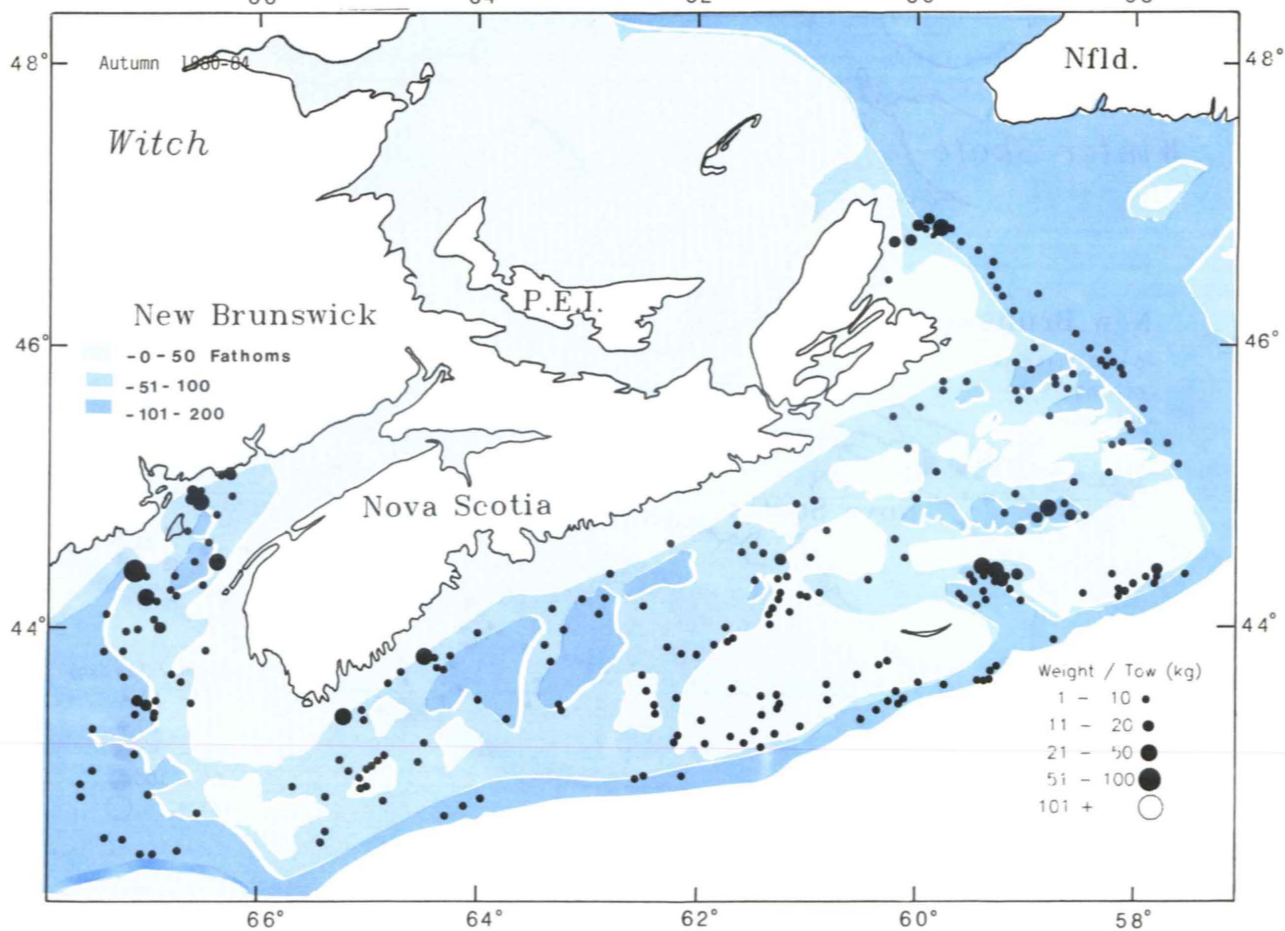 64 62
48° Autumn 1980-84 Nfld. 48°
Witch
New Brunswick
P.E.I.
46° 46°
-0-50 Fathoms
-51-100
-101-200
Nova Scotia
44° 44°
Weight / Tow (kg)
1 - 10
11 - 20
21 - 50
51 - 100
101 +
66° 64° 62° 60° 58°